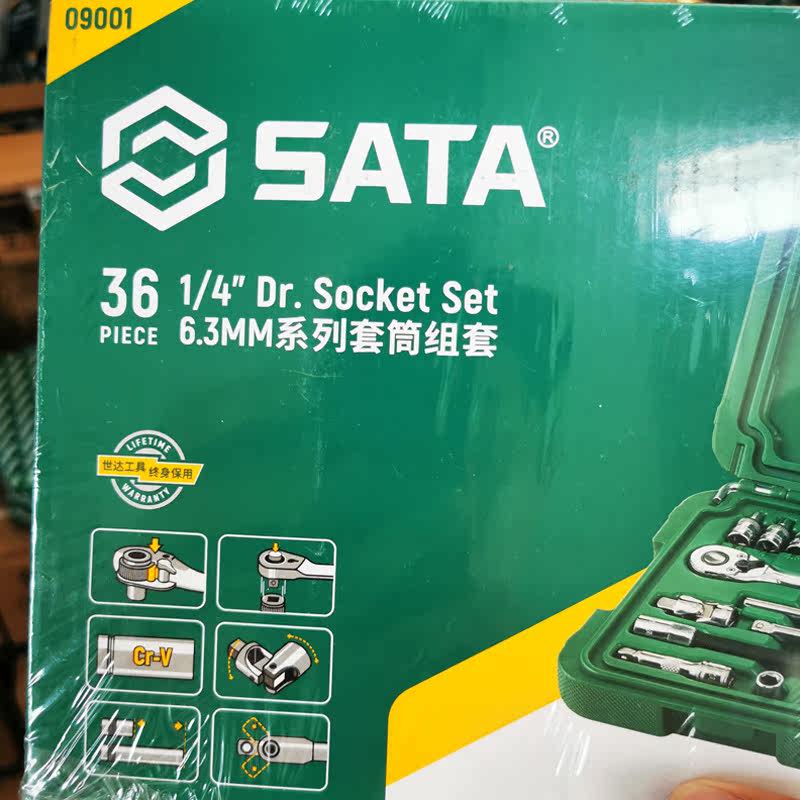 09001
SATA®
36 PIECE
1/4" Dr. Socket Set
6.3MM系列套筒组套
LIFETIME
世达工具 终身保用
WARRANTY
Cr-V